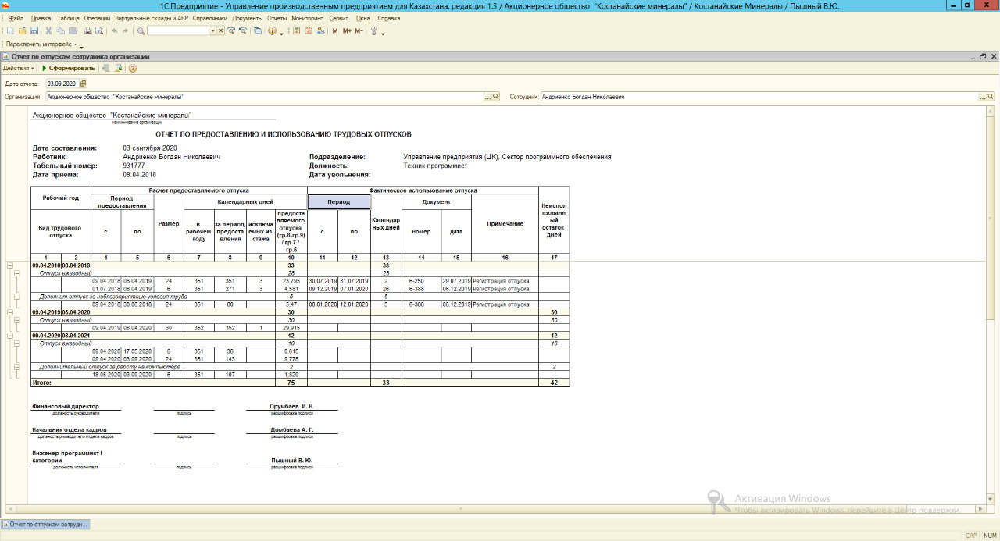 1С:Предприятие - Управление производственным предприятием для Казахстана, редакция 1.3 / Акционерное общество "Костанайские минералы" / Костанайские Минералы / Пышный В.Ю.
Файл Правка Таблица Операции Виртуальные склады и АВР Справочники Документы Отчеты Мониторинг Сервис Окна Справка
M M+ M-
Переключить интерфейс
Отчет по отпускам сотрудника организации
Действия Сформировать
Дата отчета: 03.09.2020
Организация: Акционерное общество "Костанайские минералы" ... Сотрудник: Андриенко Богдан Николаевич ...
Акционерное общество "Костанайские минералы"
наименование организации
ОТЧЕТ ПО ПРЕДОСТАВЛЕНИЮ И ИСПОЛЬЗОВАНИЮ ТРУДОВЫХ ОТПУСКОВ
Дата составления: 03 сентября 2020
Работник: Андриенко Богдан Николаевич Подразделение: Управление предприятия (ЦК). Сектор программного обеспечения
Табельный номер: 931777 Должность: Техник-программист
Дата приема: 09.04.2018 Дата увольнения:
Рабочий год Расчет предоставляемого отпуска Фактическое использование отпуска Неиспользованный остаток дней
Период предоставления Размер Календарных дней Период Календарных дней Документ Примечание
Вид трудового отпуска с по в рабочем году за период предоставления исключаемых из стажа предоставляемого отпуска (гр.8-гр.9) / гр.7 * гр.6 с по номер дата
1 2 4 5 6 7 8 9 10 11 12 13 14 15 16 17
09.04.2018 08.04.2019 33 33
Отпуск ежегодный 28 28
09.04.2018 08.04.2019 24 351 351 3 23,795 30.07.2019 31.07.2019 2 6-250 29.07.2019 Регистрация отпуска
01.07.2018 08.04.2019 6 351 271 3 4,581 09.12.2019 07.01.2020 26 6-388 06.12.2019 Регистрация отпуска
Дополнит.отпуск за неблагоприятные условия труда 5 5
09.04.2018 30.06.2018 24 351 80 5,47 08.01.2020 12.01.2020 5 6-388 06.12.2019 Регистрация отпуска
09.04.2019 08.04.2020 30 30
Отпуск ежегодный 30 30
09.04.2019 08.04.2020 30 352 352 1 29,915
09.04.2020 08.04.2021 12 12
Отпуск ежегодный 10 10
09.04.2020 17.05.2020 6 351 36 0,615
09.04.2020 03.09.2020 24 351 143 9,778
Дополнительный отпуск за работу на компьютере 2 2
18.05.2020 03.09.2020 6 351 107 1,829
Итого: 75 33 42
Финансовый директор Орумбаев И. Н.
должность руководителя подпись расшифровка подписи
Начальник отдела кадров Домбаева А. Г.
должность руководителя отдела кадров подпись расшифровка подписи
Инженер-программист I
категории Пышный В. Ю.
должность исполнителя подпись расшифровка подписи
Активация Windows
Чтобы активировать Windows, перейдите в Центр поддержки.
Отчет по отпускам сотрудн...
CAP NUM